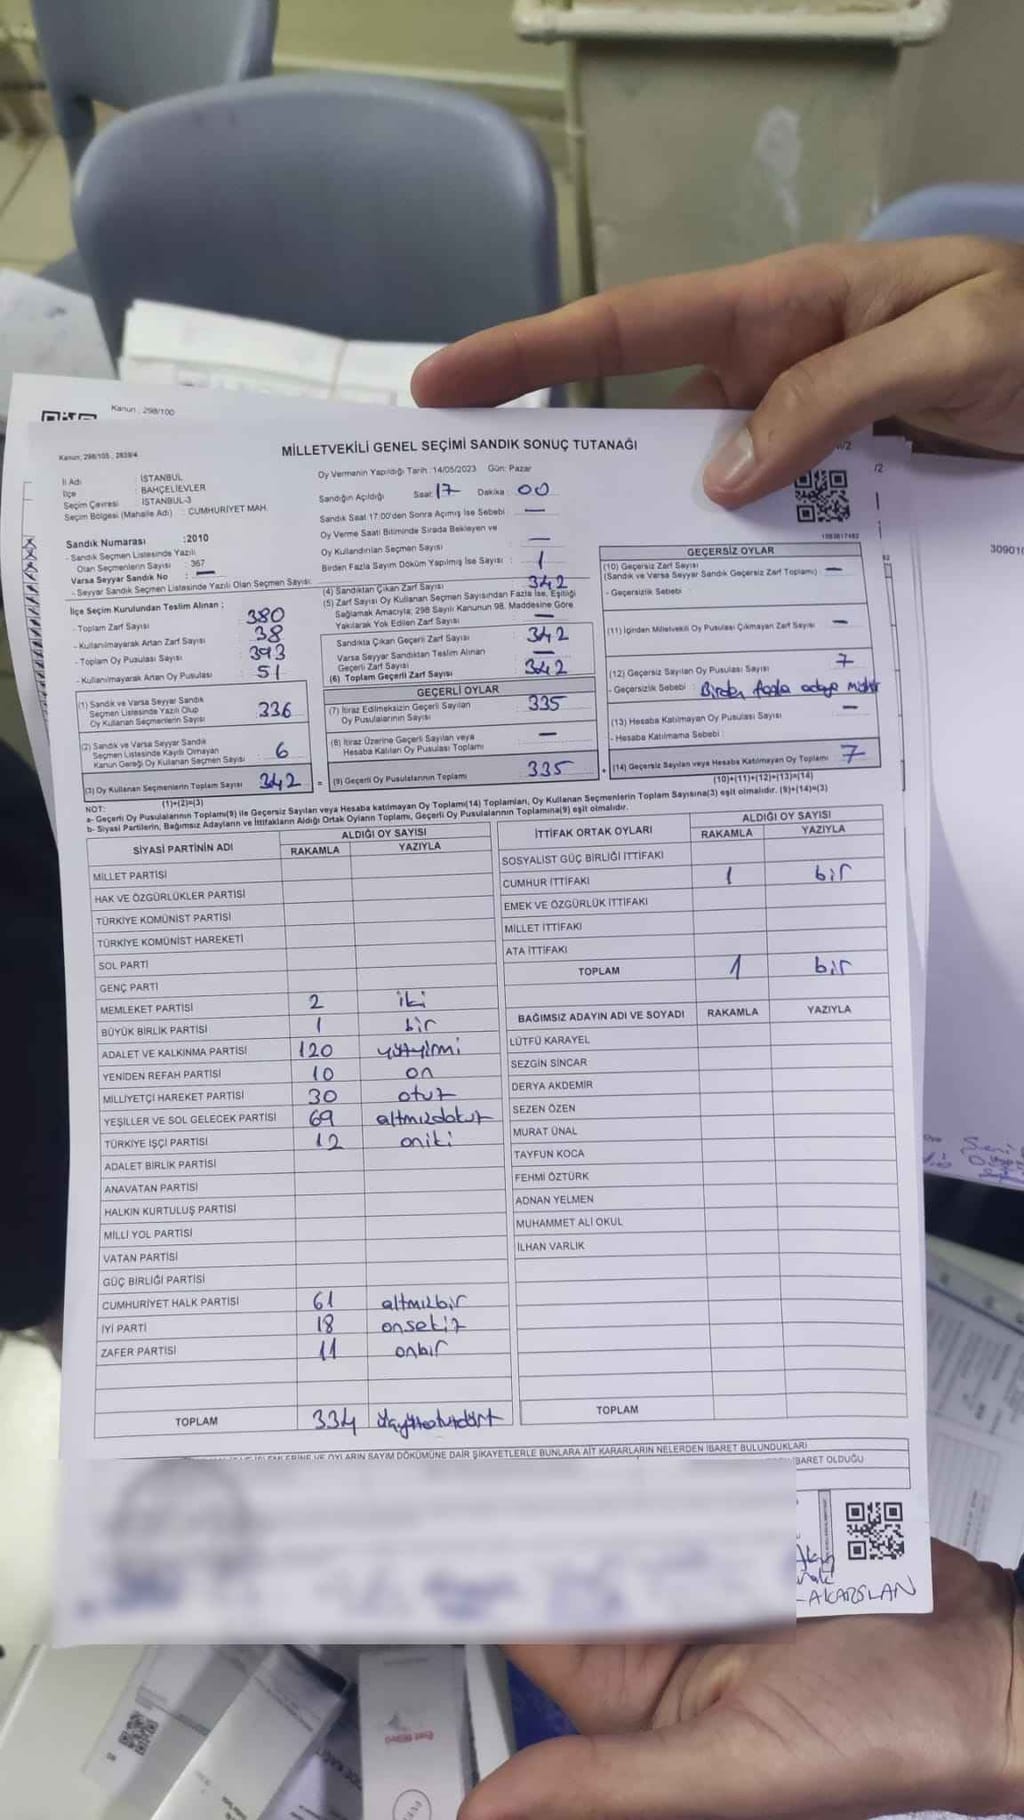 Kanun : 298/100
Kanun: 298/105 , 2839/4
MİLLETVEKİLİ GENEL SEÇİMİ SANDIK SONUÇ TUTANAĞI
/2
/2
İl Adı : İSTANBUL
İlçe : BAHÇELİEVLER
Seçim Çevresi : İSTANBUL-3
Seçim Bölgesi (Mahalle Adı) : CUMHURİYET MAH.
Oy Vermenin Yapıldığı Tarih :14/05/2023 Gün: Pazar
Sandığın Açıldığı Saat: 17 Dakika : 00
Sandık Saat 17:00'den Sonra Açılmış İse Sebebi : —
Oy Verme Saati Bitiminde Sırada Bekleyen ve
Oy Kullandırılan Seçmen Sayısı : —
Birden Fazla Sayım Döküm Yapılmış İse Sayısı : 1
Sandık Numarası :2010
- Sandık Seçmen Listesinde Yazılı
Olan Seçmenlerin Sayısı : 367
Varsa Seyyar Sandık No : —
- Seyyar Sandık Seçmen Listesinde Yazılı Olan Seçmen Sayısı:
İlçe Seçim Kurulundan Teslim Alınan ;
- Toplam Zarf Sayısı 380
- Kullanılmayarak Artan Zarf Sayısı 38
- Toplam Oy Pusulası Sayısı 393
- Kullanılmayarak Artan Oy Pusulası 51
(1) Sandık ve Varsa Seyyar Sandık
Seçmen Listesinde Yazılı Olup
Oy Kullanan Seçmenlerin Sayısı 336
(2) Sandık ve Varsa Seyyar Sandık
Seçmen Listesinde Kayıtlı Olmayan
Kanun Gereği Oy Kullanan Seçmen Sayısı 6
(3) Oy Kullanan Seçmenlerin Toplam Sayısı 342
(1)+(2)=(3)
(4) Sandıktan Çıkan Zarf Sayısı 342
(5) Zarf Sayısı Oy Kullanan Seçmen Sayısından Fazla İse, Eşitliği
Sağlamak Amacıyla; 298 Sayılı Kanunun 98. Maddesine Göre
Yakılarak Yok Edilen Zarf Sayısı —
Sandıkta Çıkan Geçerli Zarf Sayısı 342
Varsa Seyyar Sandıktan Teslim Alınan
Geçerli Zarf Sayısı —
(6) Toplam Geçerli Zarf Sayısı 342
GEÇERLİ OYLAR
(7) İtiraz Edilmeksizin Geçerli Sayılan
Oy Pusulalarının Sayısı 335
(8) İtiraz Üzerine Geçerli Sayılan veya
Hesaba Katılan Oy Pusulası Toplamı —
= (9) Geçerli Oy Pusulalarının Toplamı 335
GEÇERSİZ OYLAR
(10) Geçersiz Zarf Sayısı —
(Sandık ve Varsa Seyyar Sandık Geçersiz Zarf Toplamı)
- Geçersizlik Sebebi :
(11) İçinden Milletvekili Oy Pusulası Çıkmayan Zarf Sayısı —
(12) Geçersiz Sayılan Oy Pusulası Sayısı 7
- Geçersizlik Sebebi : Birden fazla adaya mühür
(13) Hesaba Katılmayan Oy Pusulası Sayısı —
- Hesaba Katılmama Sebebi :
+ (14) Geçersiz Sayılan veya Hesaba Katılmayan Oy Toplamı 7
(10)+(11)+(12)+(13)=(14)
NOT:
a- Geçerli Oy Pusulalarının Toplamı(9) ile Geçersiz Sayılan veya Hesaba katılmayan Oy Toplamı(14) Toplamları, Oy Kullanan Seçmenlerin Toplam Sayısına(3) eşit olmalıdır. (9)+(14)=(3)
b- Siyasi Partilerin, Bağımsız Adayların ve İttifakların Aldığı Ortak Oyların Toplamı, Geçerli Oy Pusulalarının Toplamına(9) eşit olmalıdır.
SİYASİ PARTİNİN ADI ALDIĞI OY SAYISI
RAKAMLA YAZIYLA
MİLLET PARTİSİ
HAK VE ÖZGÜRLÜKLER PARTİSİ
TÜRKİYE KOMÜNİST PARTİSİ
TÜRKİYE KOMÜNİST HAREKETİ
SOL PARTİ
GENÇ PARTİ
MEMLEKET PARTİSİ 2 iki
BÜYÜK BİRLİK PARTİSİ 1 bir
ADALET VE KALKINMA PARTİSİ 120 yüzyirmi
YENİDEN REFAH PARTİSİ 10 on
MİLLİYETÇİ HAREKET PARTİSİ 30 otuz
YEŞİLLER VE SOL GELECEK PARTİSİ 69 altmışdokuz
TÜRKİYE İŞÇİ PARTİSİ 12 oniki
ADALET BİRLİK PARTİSİ
ANAVATAN PARTİSİ
HALKIN KURTULUŞ PARTİSİ
MİLLİ YOL PARTİSİ
VATAN PARTİSİ
GÜÇ BİRLİĞİ PARTİSİ
CUMHURİYET HALK PARTİSİ 61 altmışbir
İYİ PARTİ 18 onsekiz
ZAFER PARTİSİ 11 onbir
TOPLAM 334 üçyüzotuzdört
İTTİFAK ORTAK OYLARI ALDIĞI OY SAYISI
RAKAMLA YAZIYLA
SOSYALİST GÜÇ BİRLİĞİ İTTİFAKI
CUMHUR İTTİFAKI 1 bir
EMEK VE ÖZGÜRLÜK İTTİFAKI
MİLLET İTTİFAKI
ATA İTTİFAKI
TOPLAM 1 bir
BAĞIMSIZ ADAYIN ADI VE SOYADI RAKAMLA YAZIYLA
LÜTFÜ KARAYEL
SEZGİN SİNCAR
DERYA AKDEMİR
SEZEN ÖZEN
MURAT ÜNAL
TAYFUN KOCA
FEHMİ ÖZTÜRK
ADNAN YELMEN
MUHAMMET ALİ OKUL
İLHAN VARLIK
TOPLAM
VE OYLARIN SAYIM DÖKÜMÜNE DAİR ŞİKAYETLERLE BUNLARA AİT KARARLARIN NELERDEN İBARET BULUNDUKLARI
BARET OLDUĞU
AKARSLAN